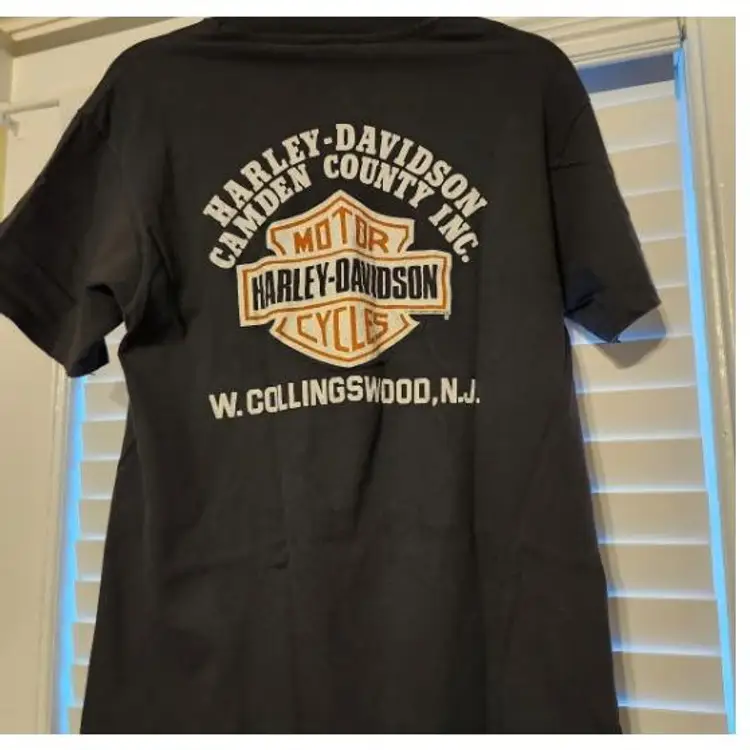 HARLEY-DAVIDSON
CAMDEN COUNTY INC.
MOTOR
HARLEY-DAVIDSON
CYCLES
W. COLLINGSWOOD, N.J.